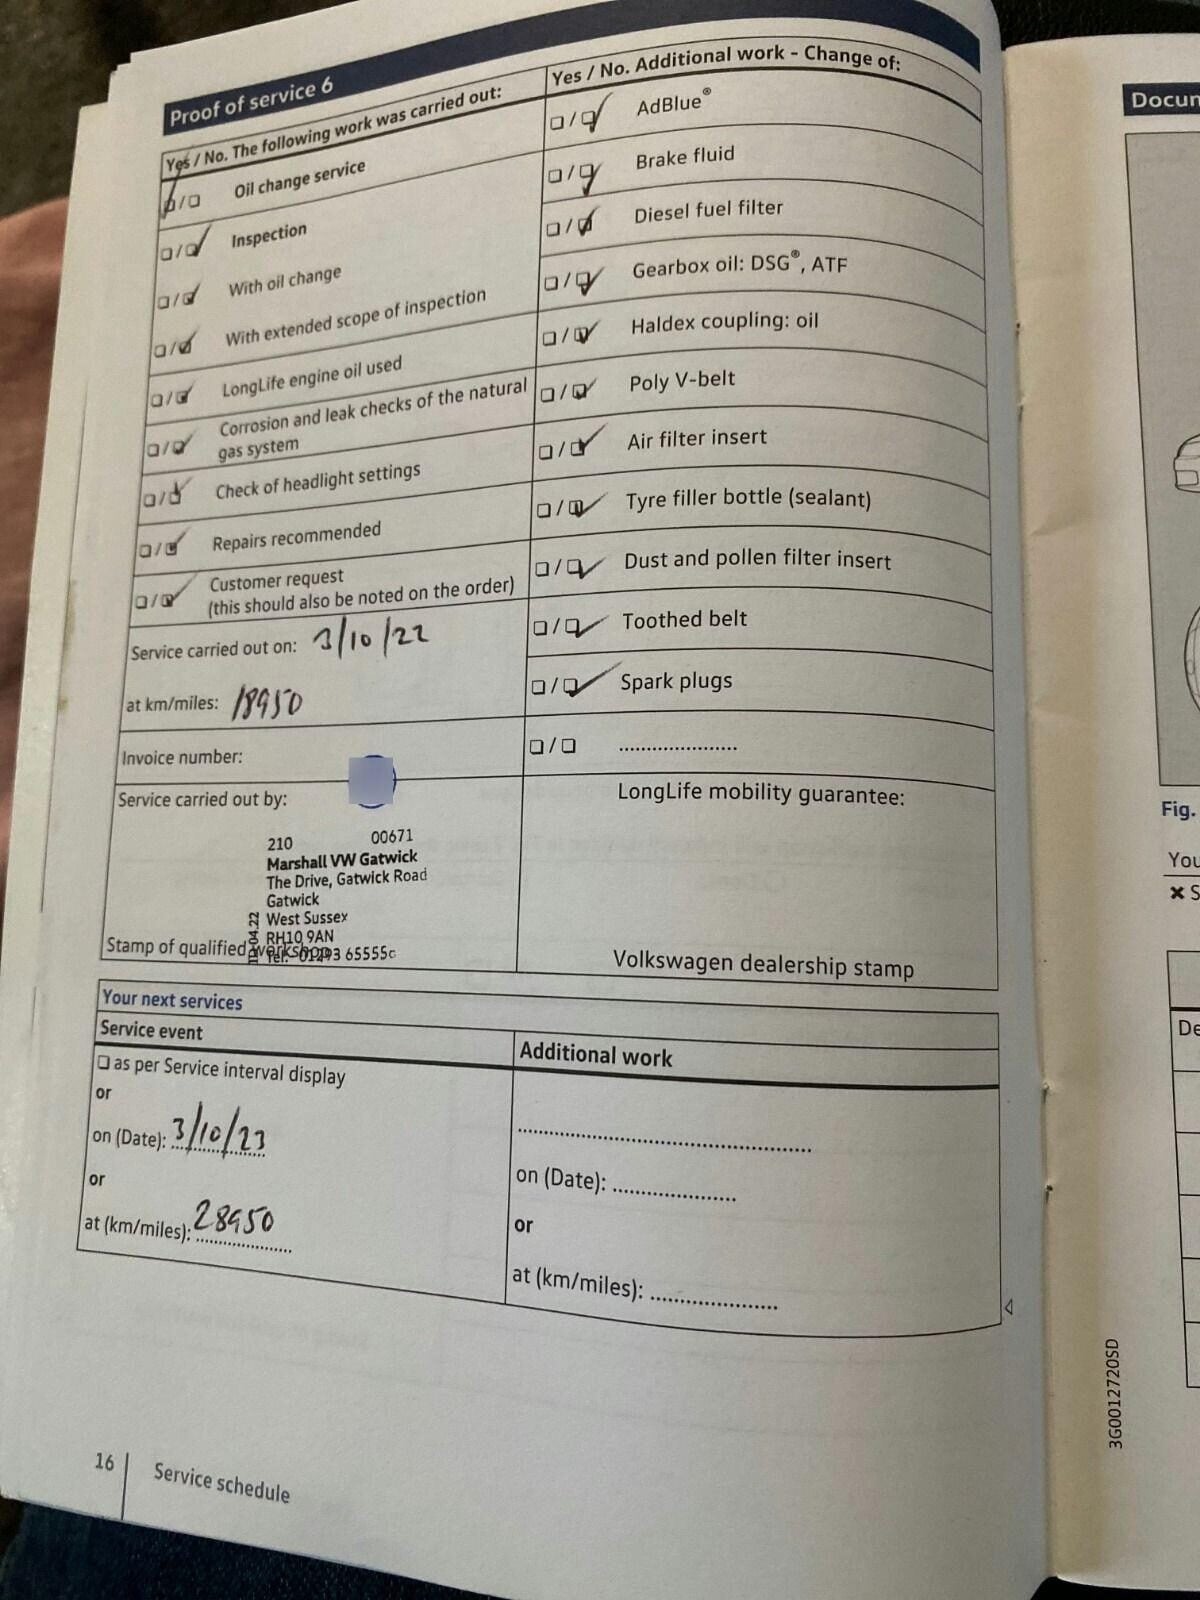 Proof of service 6
Yes / No. The following work was carried out:
☑/☐ Oil change service
☐/☑ Inspection
☐/☑ With oil change
☐/☑ With extended scope of inspection
☐/☑ LongLife engine oil used
☐/☑ Corrosion and leak checks of the natural
gas system
☐/☑ Check of headlight settings
☐/☑ Repairs recommended
☐/☑ Customer request
(this should also be noted on the order)
Service carried out on: 3/10/22
at km/miles: 18950
Invoice number:
Service carried out by:
210 00671
Marshall VW Gatwick
The Drive, Gatwick Road
Gatwick
West Sussex
RH10 9AN
Stamp of qualified workshop
Yes / No. Additional work - Change of:
☐/☑ AdBlue®
☐/☑ Brake fluid
☐/☑ Diesel fuel filter
☐/☑ Gearbox oil: DSG®, ATF
☐/☑ Haldex coupling: oil
☐/☑ Poly V-belt
☐/☑ Air filter insert
☐/☑ Tyre filler bottle (sealant)
☐/☑ Dust and pollen filter insert
☐/☑ Toothed belt
☐/☑ Spark plugs
☐/☐ ......................
LongLife mobility guarantee:
Volkswagen dealership stamp
Your next services
Service event
☐ as per Service interval display
or
on (Date): 3/10/23
or
at (km/miles): 28950
Additional work
on (Date): ......................
or
at (km/miles): ......................
16 Service schedule
Docum
Fig.
You
× S
De
3G0012720SD